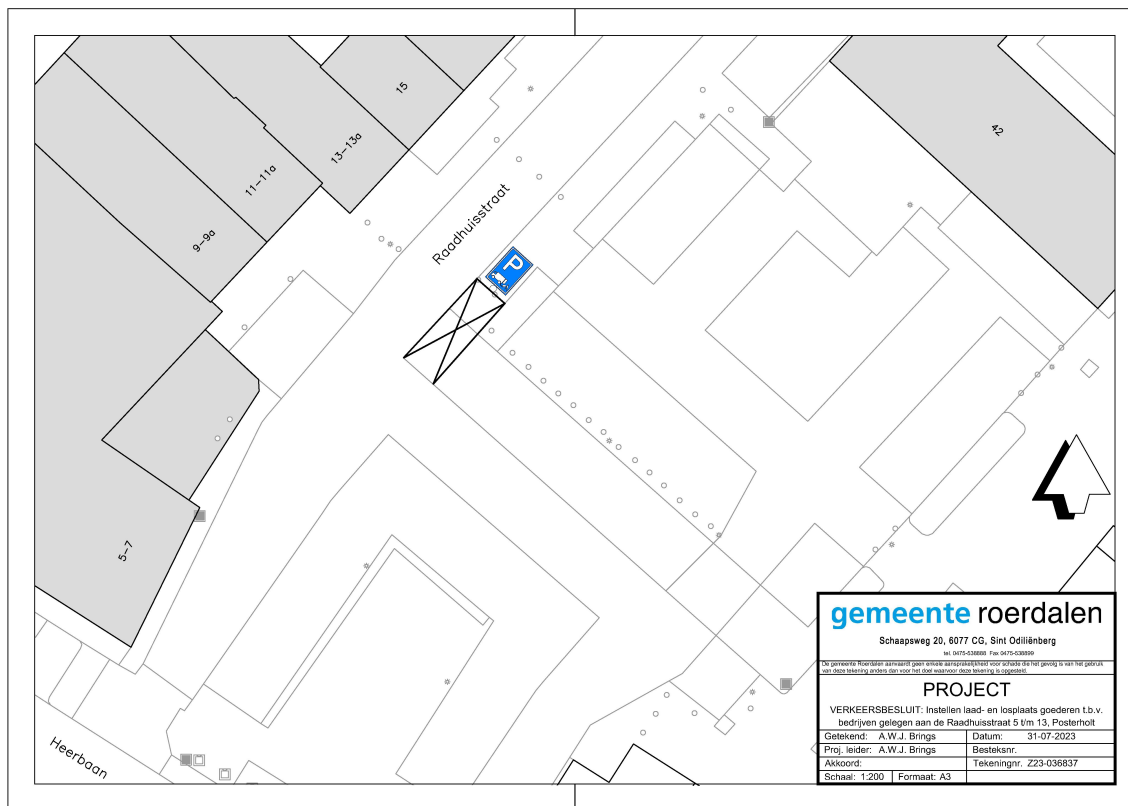 15
13-13a
11-11a
9-9a
5-7
42
Raadhuisstraat
P
Heerbaan
gemeente roerdalen
Schaapsweg 20, 6077 CG, Sint Odiliënberg
tel. 0475-538888 Fax 0475-538899
De gemeente Roerdalen aanvaardt geen enkele aansprakelijkheid voor schade die het gevolg is van het gebruik
van deze tekening anders dan voor het doel waarvoor deze tekening is opgesteld.
PROJECT
VERKEERSBESLUIT: Instellen laad- en losplaats goederen t.b.v.
bedrijven gelegen aan de Raadhuisstraat 5 t/m 13, Posterholt
Getekend: A.W.J. Brings Datum: 31-07-2023
Proj. leider: A.W.J. Brings Besteksnr.
Akkoord: Tekeningnr. Z23-036837
Schaal: 1:200 Formaat: A3